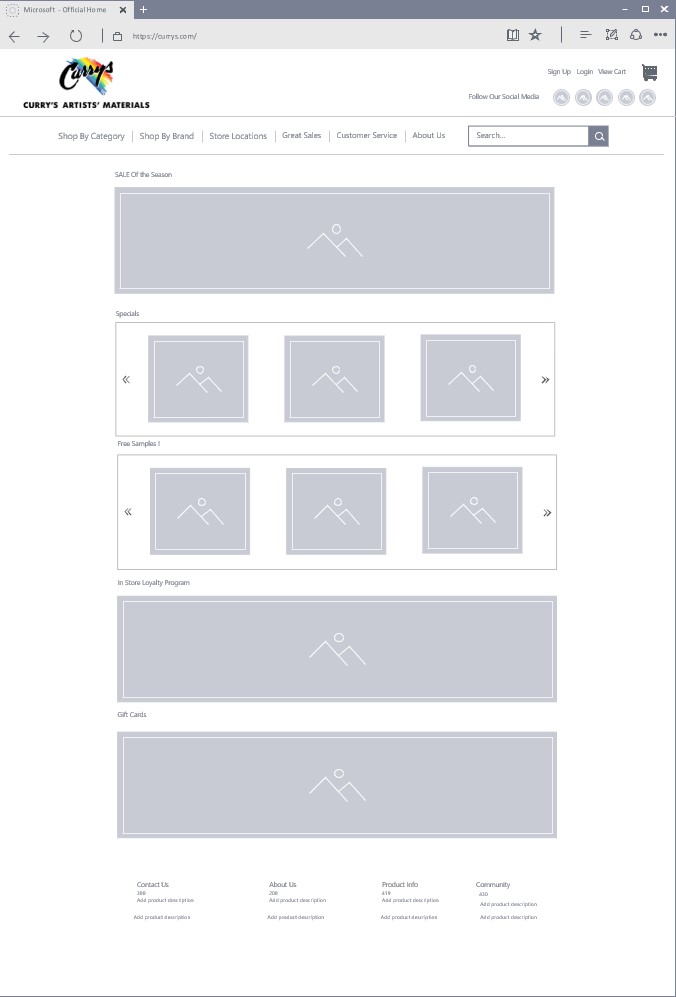 Microsoft - Official Home
https://currys.com/
Currys
CURRY'S ARTISTS' MATERIALS
Sign Up Login View Cart
Follow Our Social Media
Shop By Category Shop By Brand Store Locations Great Sales Customer Service About Us Search...
SALE Of the Season
Specials
Free Samples !
In Store Loyalty Program
Gift Cards
Contact Us About Us Product Info Community
200 419 430
Add product description Add product description Add product description Add product description
Add product description Add product description Add product description Add product description